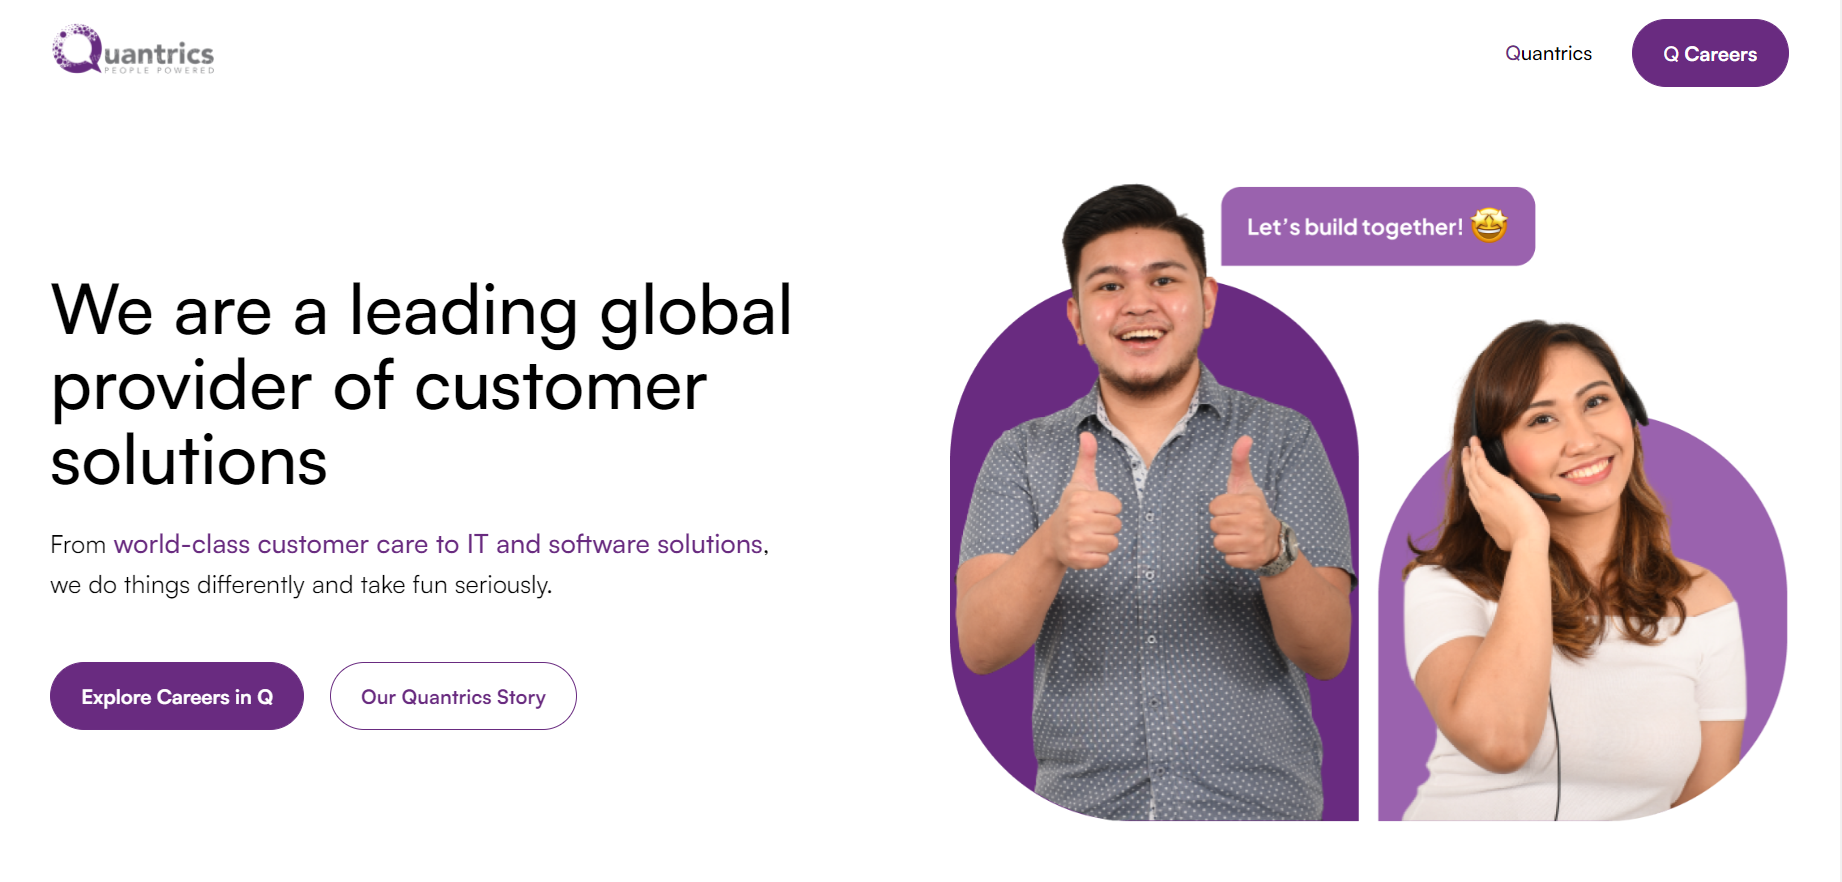 Quantrics
PEOPLE POWERED
Quantrics
Q Careers
Let's build together!
We are a leading global
provider of customer
solutions
From world-class customer care to IT and software solutions,
we do things differently and take fun seriously.
Explore Careers in Q
Our Quantrics Story